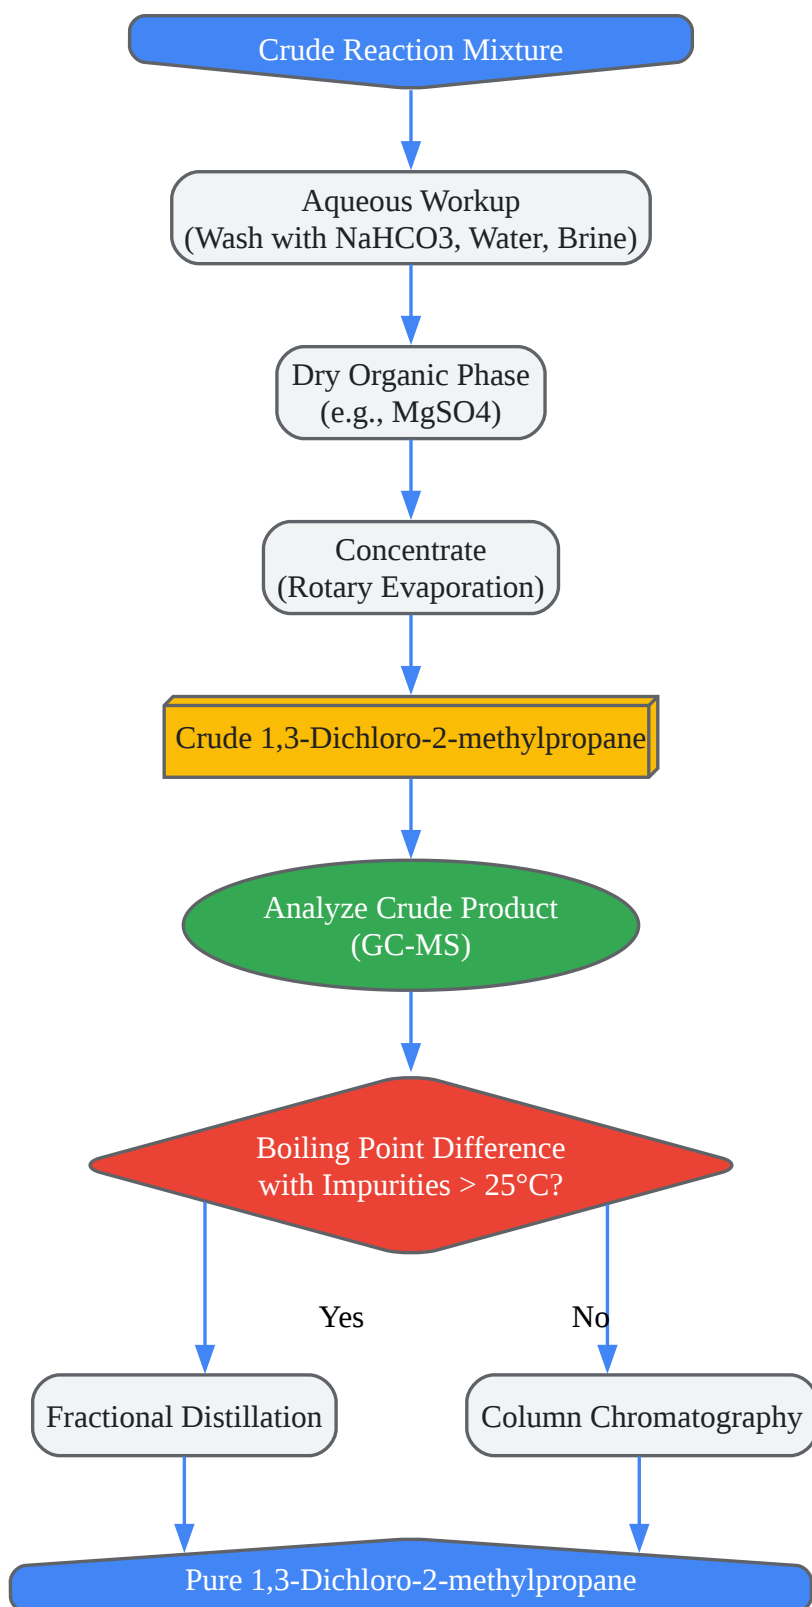 Crude Reaction Mixture
Aqueous Workup
(Wash with NaHCO3, Water, Brine)
Dry Organic Phase
(e.g., MgSO4)
Concentrate
(Rotary Evaporation)
Crude 1,3-Dichloro-2-methylpropane
Analyze Crude Product
(GC-MS)
Boiling Point Difference
with Impurities > 25°C?
Yes
No
Fractional Distillation
Column Chromatography
Pure 1,3-Dichloro-2-methylpropane